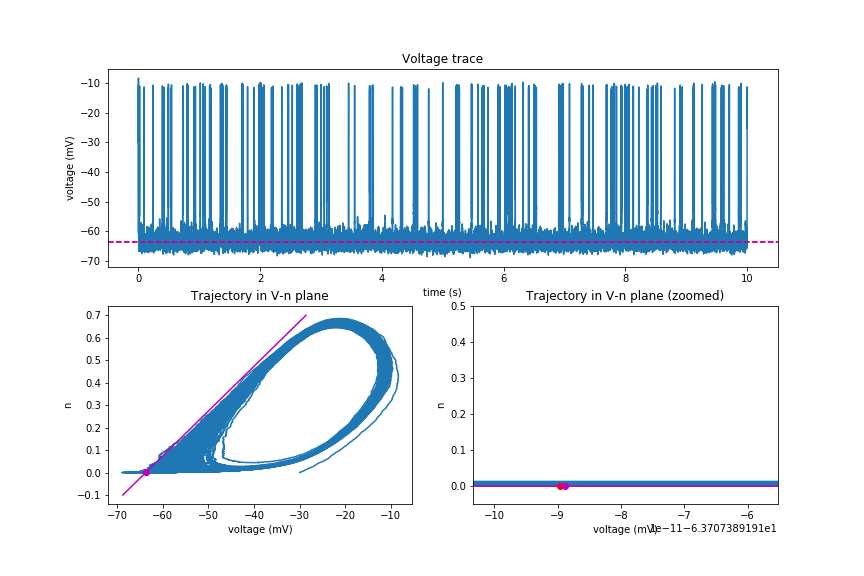 Voltage trace
−10
−20
−30
−40
−50
−60
−70
voltage (mV)
0 2 4 6 8 10
time (s)
Trajectory in V-n plane
0.7
0.6
0.5
0.4
0.3
0.2
0.1
0.0
−0.1
n
−70 −60 −50 −40 −30 −20 −10
voltage (mV)
Trajectory in V-n plane (zoomed)
0.5
0.4
0.3
0.2
0.1
0.0
n
−10 −9 −8 −7 −6
voltage (mV)
1e−11−6.3707389191e1